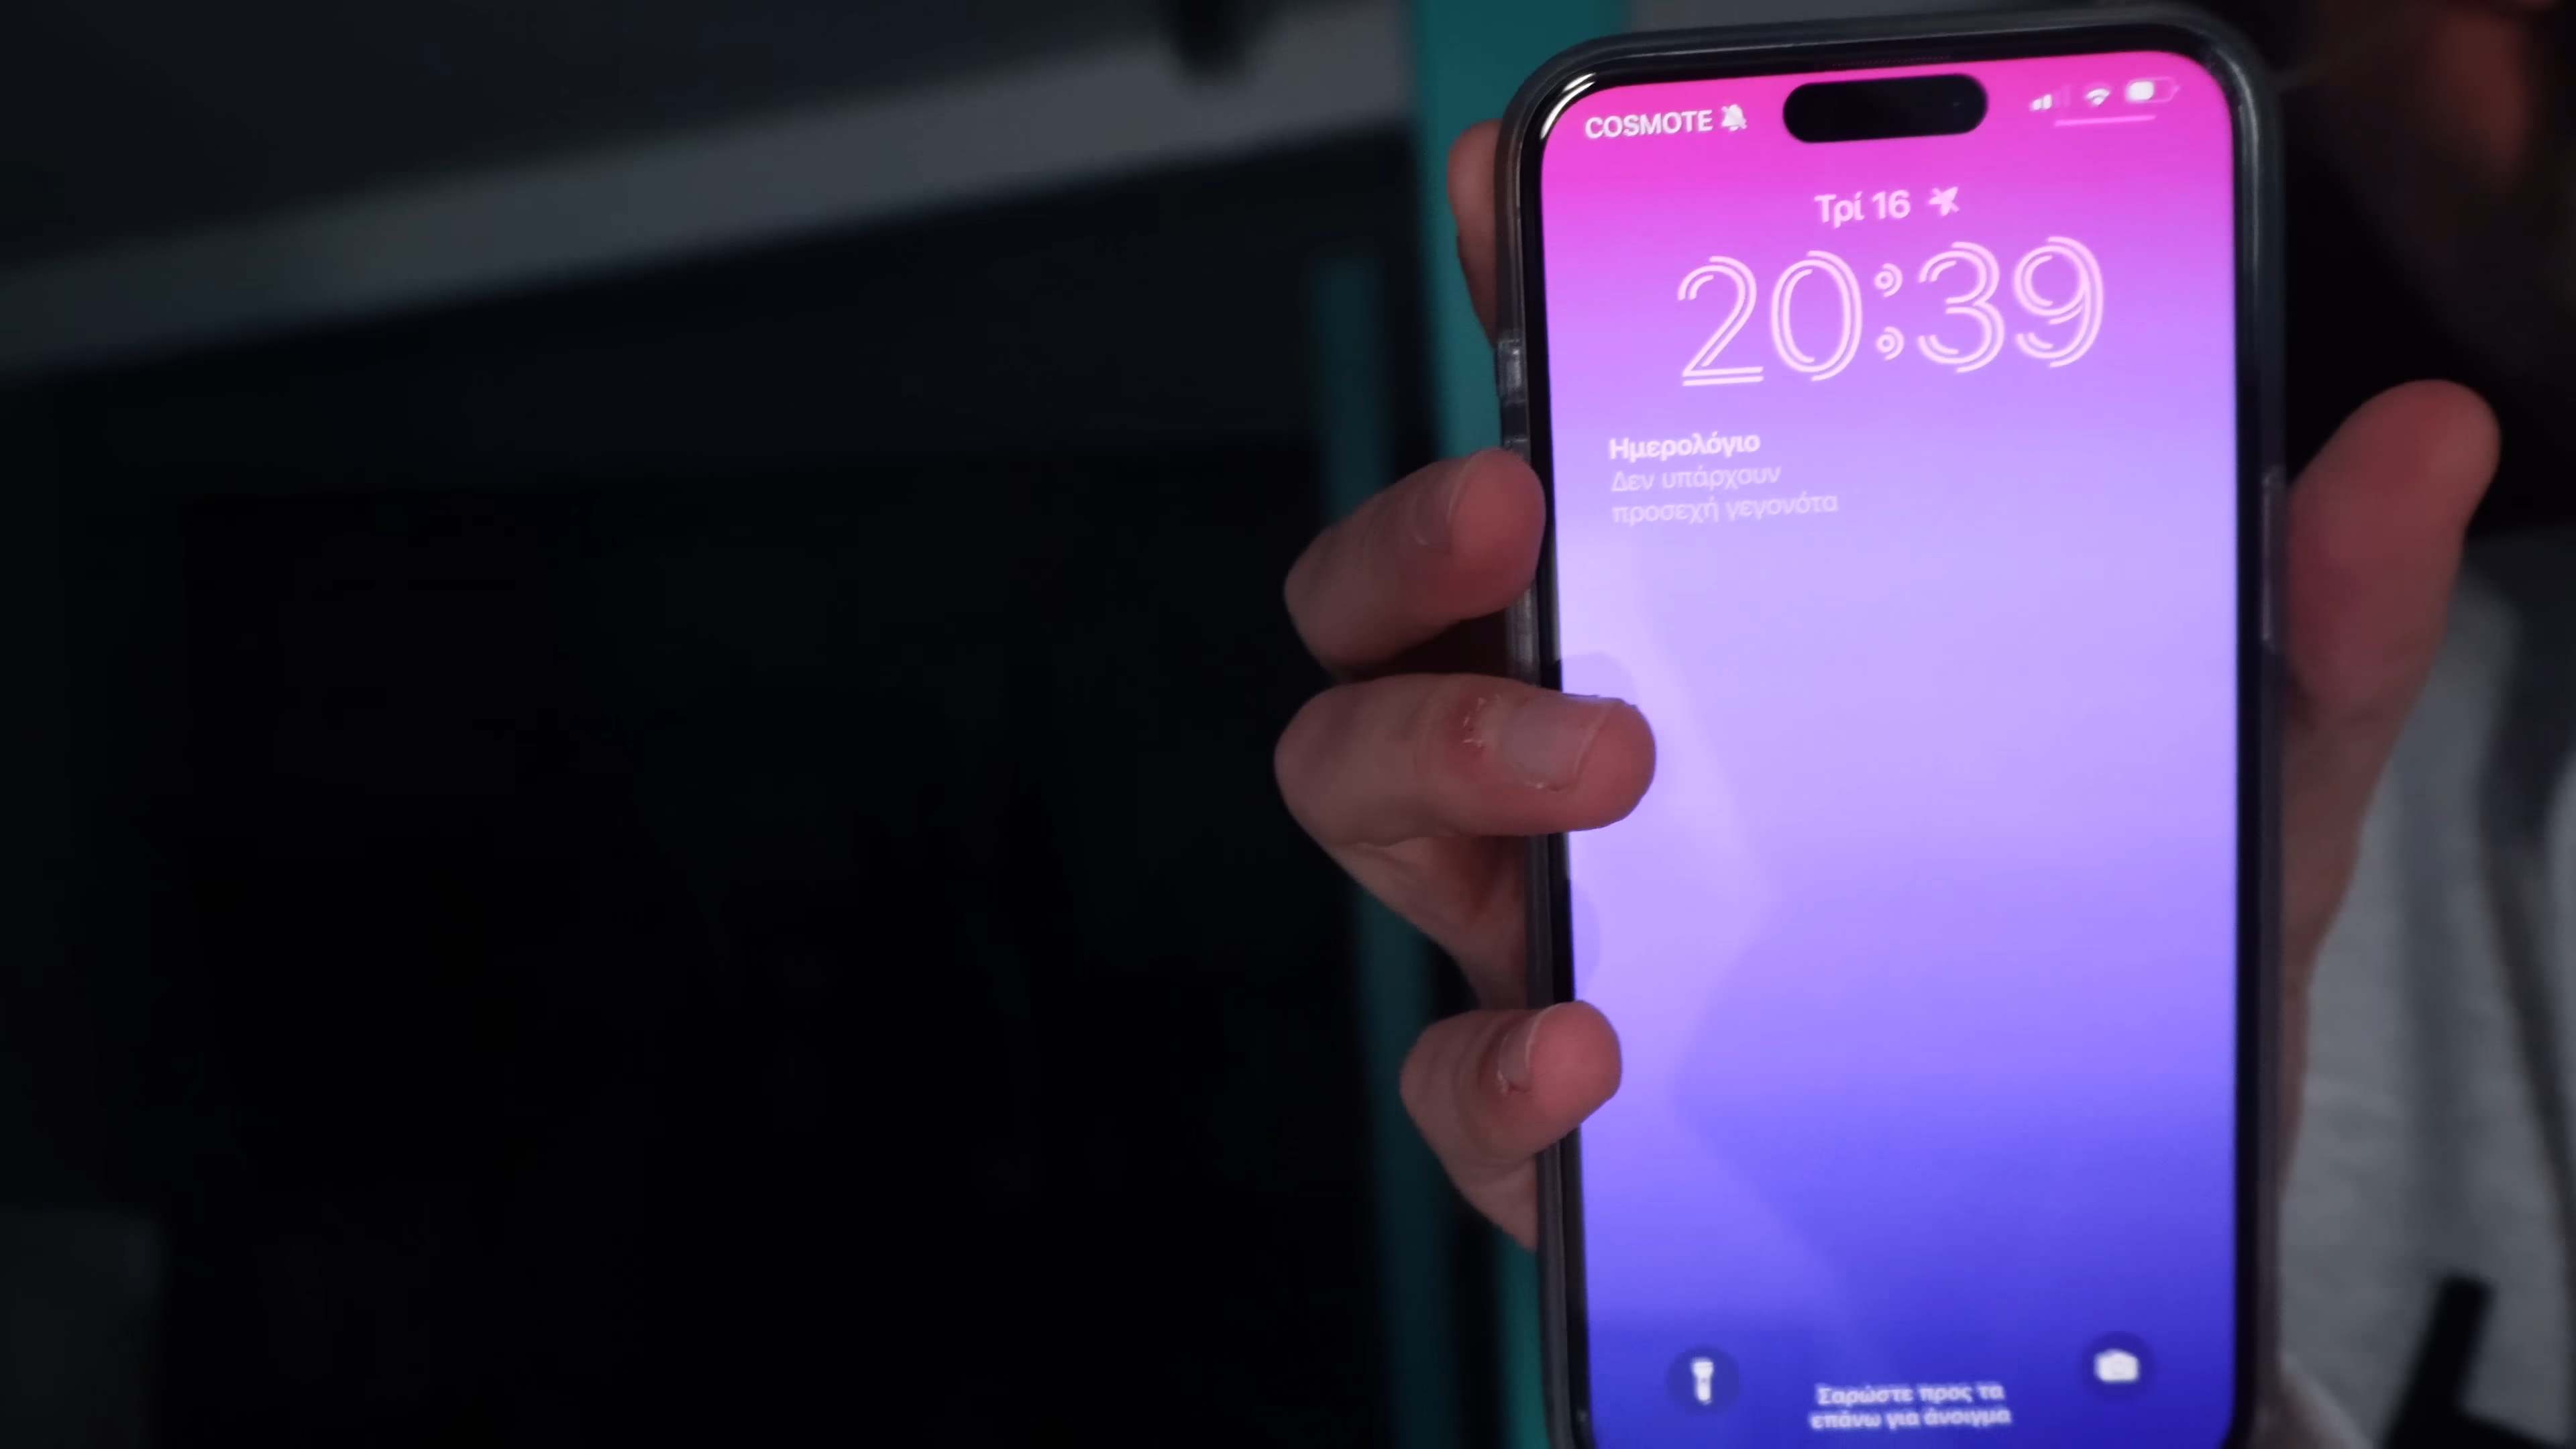 COSMOTE
Τρί 16
20:39
Ημερολόγιο
Δεν υπάρχουν
προσεχή γεγονότα
Σαρώστε προς τα
επάνω για άνοιγμα